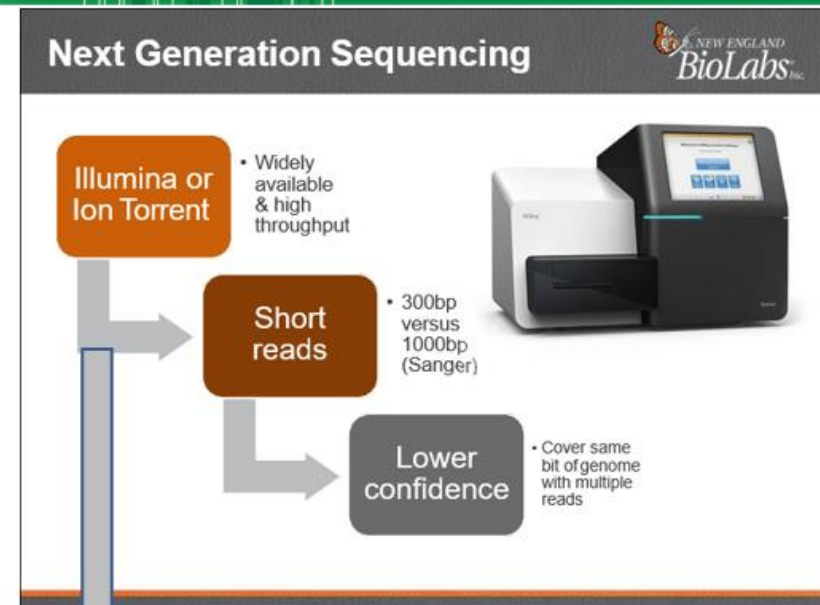 Next Generation Sequencing
NEW ENGLAND
BioLabs
Inc.
Illumina or
Ion Torrent
• Widely
available
& high
throughput
Short
reads
• 300bp
versus
1000bp
(Sanger)
Lower
confidence
• Cover same
bit of genome
with multiple
reads